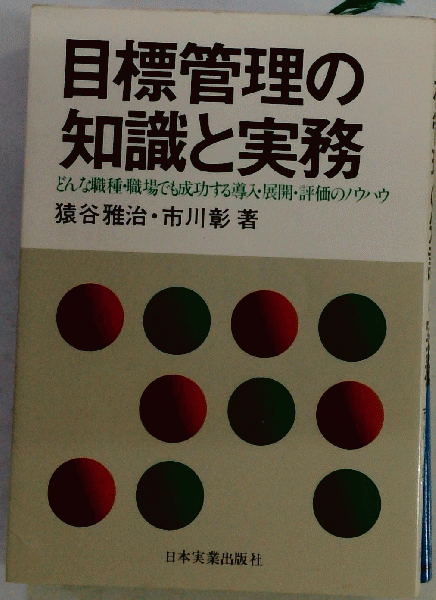 目標管理の
知識と実務
どんな職種・職場でも成功する導入・展開・評価のノウハウ
猿谷雅治・市川彰 著
日本実業出版社